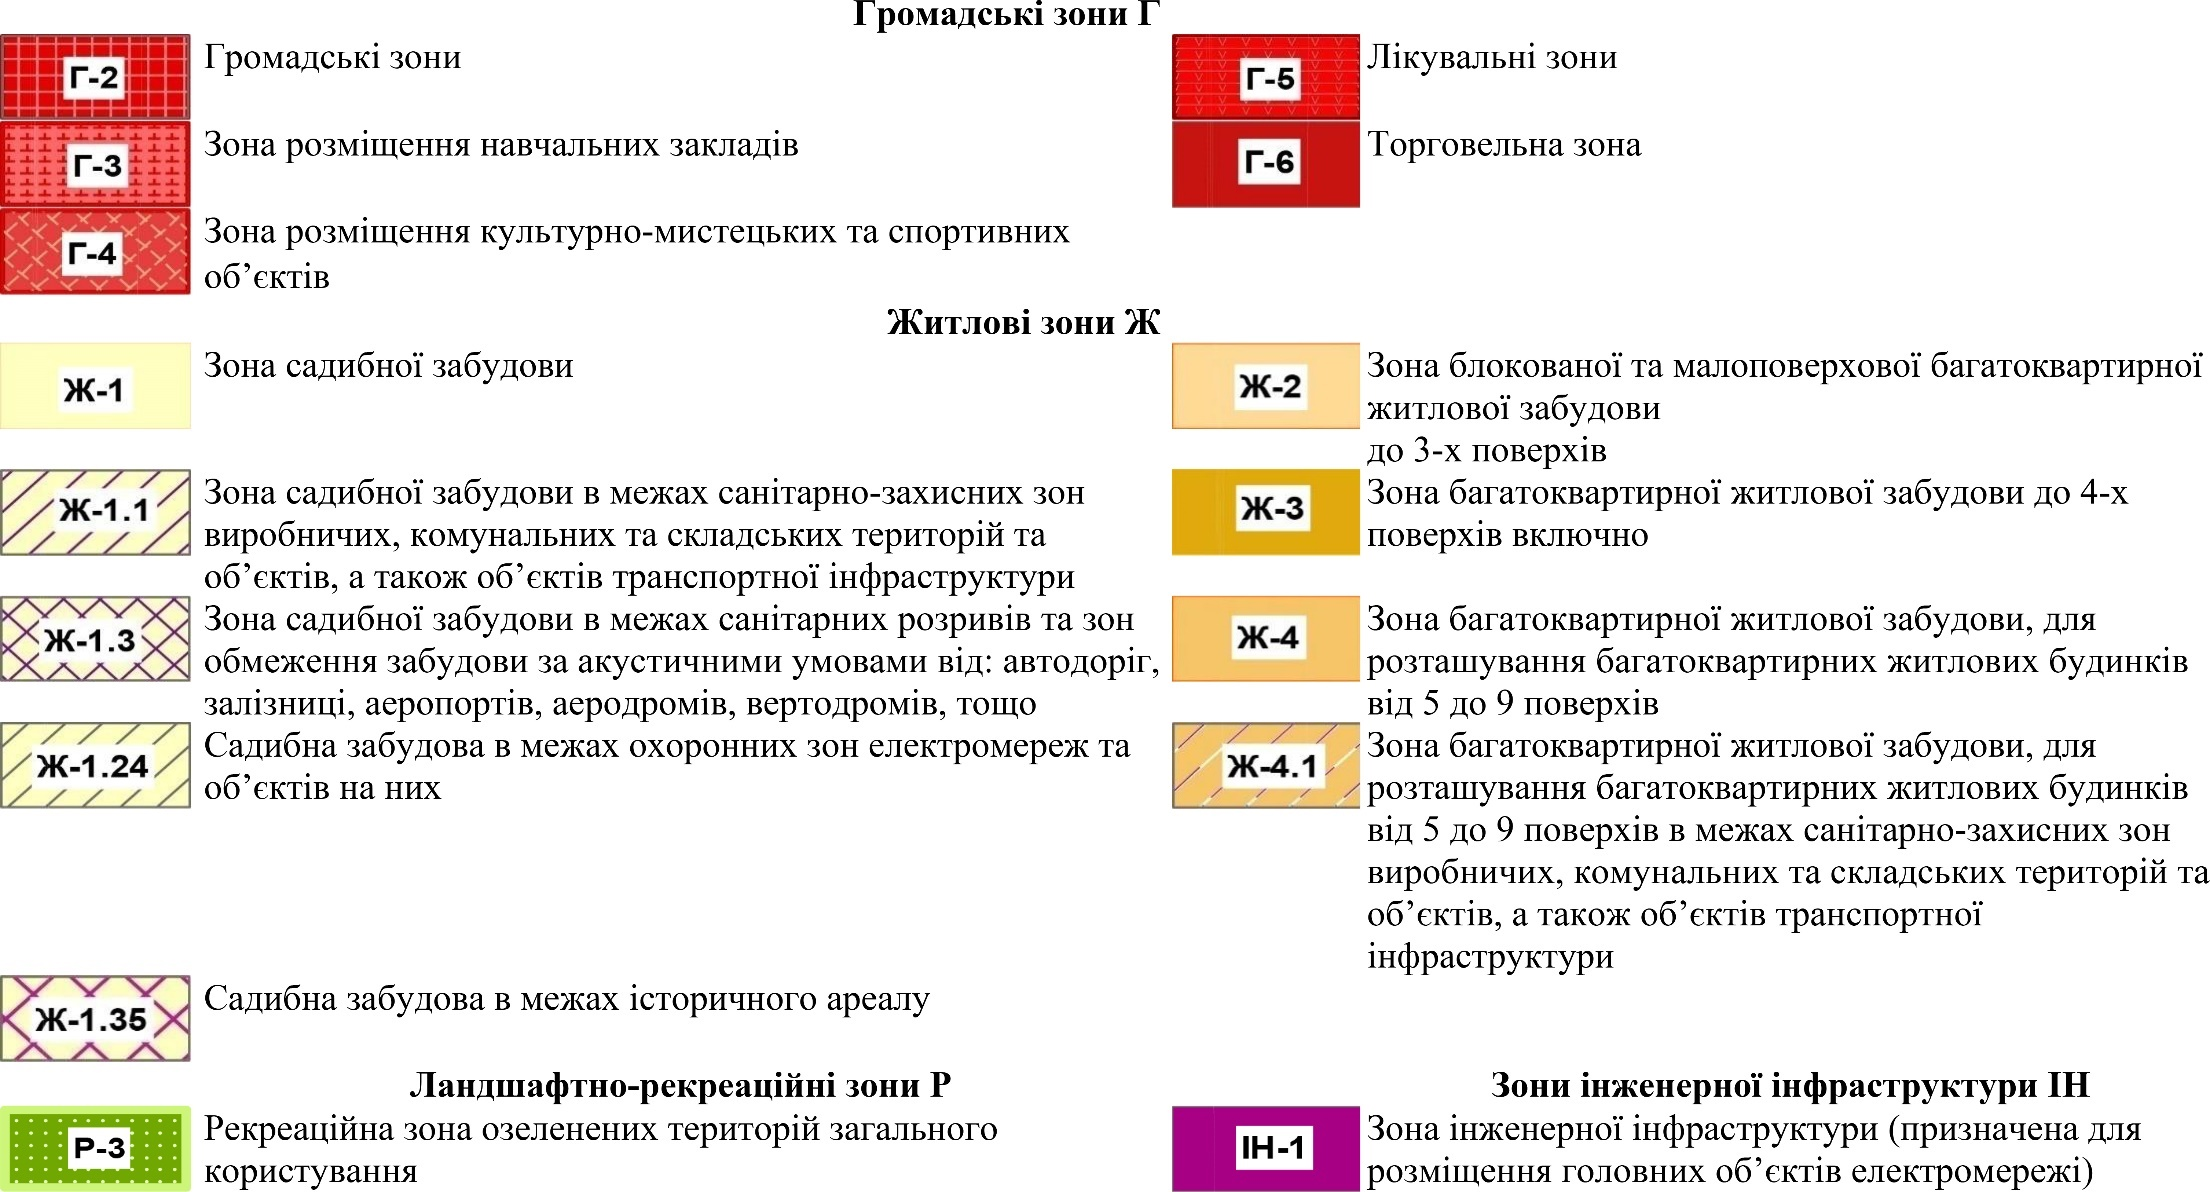 Громадські зони Г
Г-2
Громадські зони
Г-5
Лікувальні зони
Г-3
Зона розміщення навчальних закладів
Г-6
Торговельна зона
Г-4
Зона розміщення культурно-мистецьких та спортивних
об’єктів
Житлові зони Ж
Ж-1
Зона садибної забудови
Ж-2
Зона блокованої та малоповерхової багатоквартирної
житлової забудови
до 3-х поверхів
Ж-1.1
Зона садибної забудови в межах санітарно-захисних зон
виробничих, комунальних та складських територій та
об’єктів, а також об’єктів транспортної інфраструктури
Ж-3
Зона багатоквартирної житлової забудови до 4-х
поверхів включно
Ж-1.3
Зона садибної забудови в межах санітарних розривів та зон
обмеження забудови за акустичними умовами від: автодоріг,
залізниці, аеропортів, аеродромів, вертодромів, тощо
Ж-4
Зона багатоквартирної житлової забудови, для
розташування багатоквартирних житлових будинків
від 5 до 9 поверхів
Ж-1.24
Садибна забудова в межах охоронних зон електромереж та
об’єктів на них
Ж-4.1
Зона багатоквартирної житлової забудови, для
розташування багатоквартирних житлових будинків
від 5 до 9 поверхів в межах санітарно-захисних зон
виробничих, комунальних та складських територій та
об’єктів, а також об’єктів транспортної
інфраструктури
Ж-1.35
Садибна забудова в межах історичного ареалу
Ландшафтно-рекреаційні зони Р
Р-3
Рекреаційна зона озеленених територій загального
користування
Зони інженерної інфраструктури ІН
ІН-1
Зона інженерної інфраструктури (призначена для
розміщення головних об’єктів електромережі)